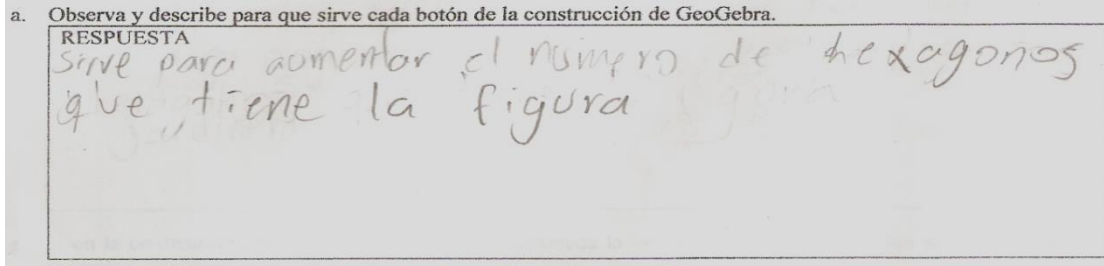 a. Observa y describe para que sirve cada botón de la construcción de GeoGebra.
RESPUESTA
Sirve para aumentar el numero de hexagonos
que tiene la figura